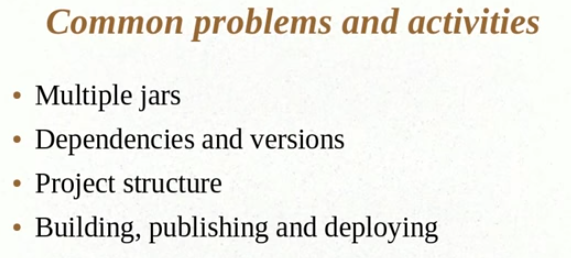 Common problems and activities
• Multiple jars
• Dependencies and versions
• Project structure
• Building, publishing and deploying